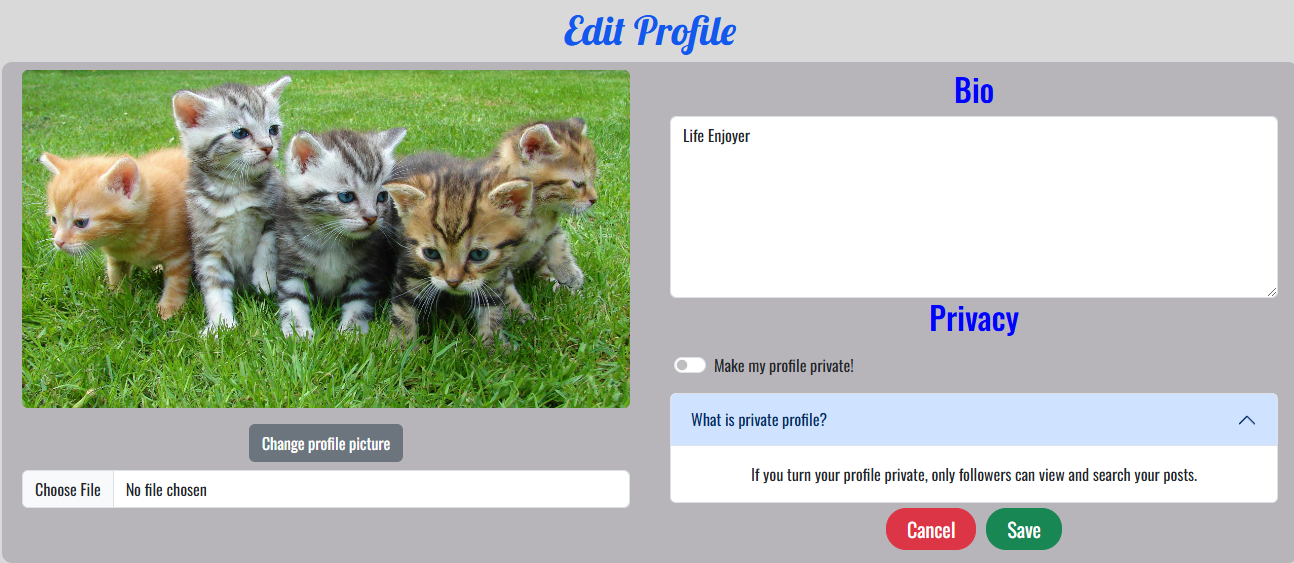 Edit Profile
Change profile picture
Choose File No file chosen
Bio
Life Enjoyer
Privacy
Make my profile private!
What is private profile?
If you turn your profile private, only followers can view and search your posts.
Cancel Save